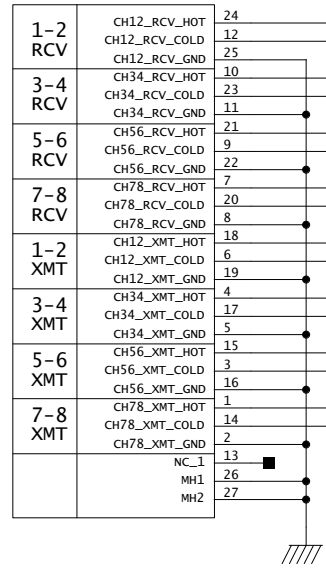 1-2 RCV
CH12_RCV_HOT 24
CH12_RCV_COLD 12
CH12_RCV_GND 25
3-4 RCV
CH34_RCV_HOT 10
CH34_RCV_COLD 23
CH34_RCV_GND 11
5-6 RCV
CH56_RCV_HOT 21
CH56_RCV_COLD 9
CH56_RCV_GND 22
7-8 RCV
CH78_RCV_HOT 7
CH78_RCV_COLD 20
CH78_RCV_GND 8
1-2 XMT
CH12_XMT_HOT 18
CH12_XMT_COLD 6
CH12_XMT_GND 19
3-4 XMT
CH34_XMT_HOT 4
CH34_XMT_COLD 17
CH34_XMT_GND 5
5-6 XMT
CH56_XMT_HOT 15
CH56_XMT_COLD 3
CH56_XMT_GND 16
7-8 XMT
CH78_XMT_HOT 1
CH78_XMT_COLD 14
CH78_XMT_GND 2
NC_1 13
MH1 26
MH2 27